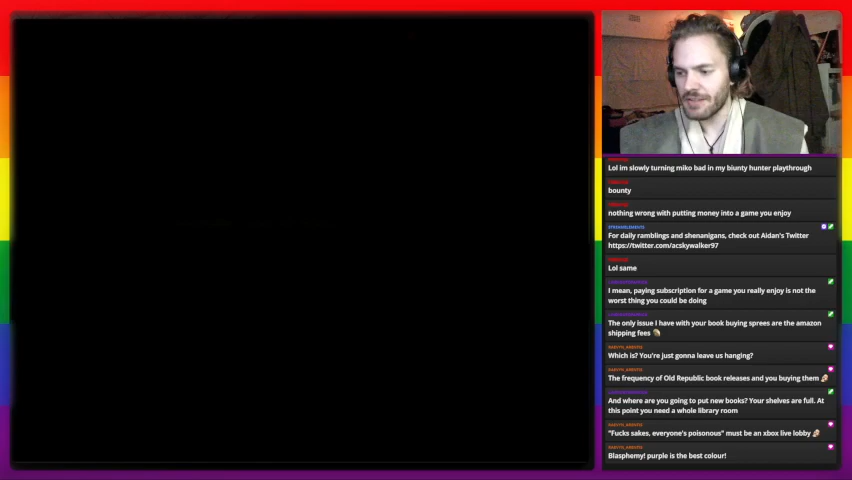 Lol im slowly turning miko bad in my biunty hunter playthrough
bounty
nothing wrong with putting money into a game you enjoy
STREAMELEMENTS
For daily ramblings and shenanigans, check out Aidan's Twitter
https://twitter.com/acskywalker97
Lol same
I mean, paying subscription for a game you really enjoy is not the
worst thing you could be doing
The only issue I have with your book buying sprees are the amazon
shipping fees
Which is? You're just gonna leave us hanging?
The frequency of Old Republic book releases and you buying them
And where are you going to put new books? Your shelves are full. At
this point you need a whole library room
"Fucks sakes, everyone's poisonous" must be an xbox live lobby
Blasphemy! purple is the best colour!